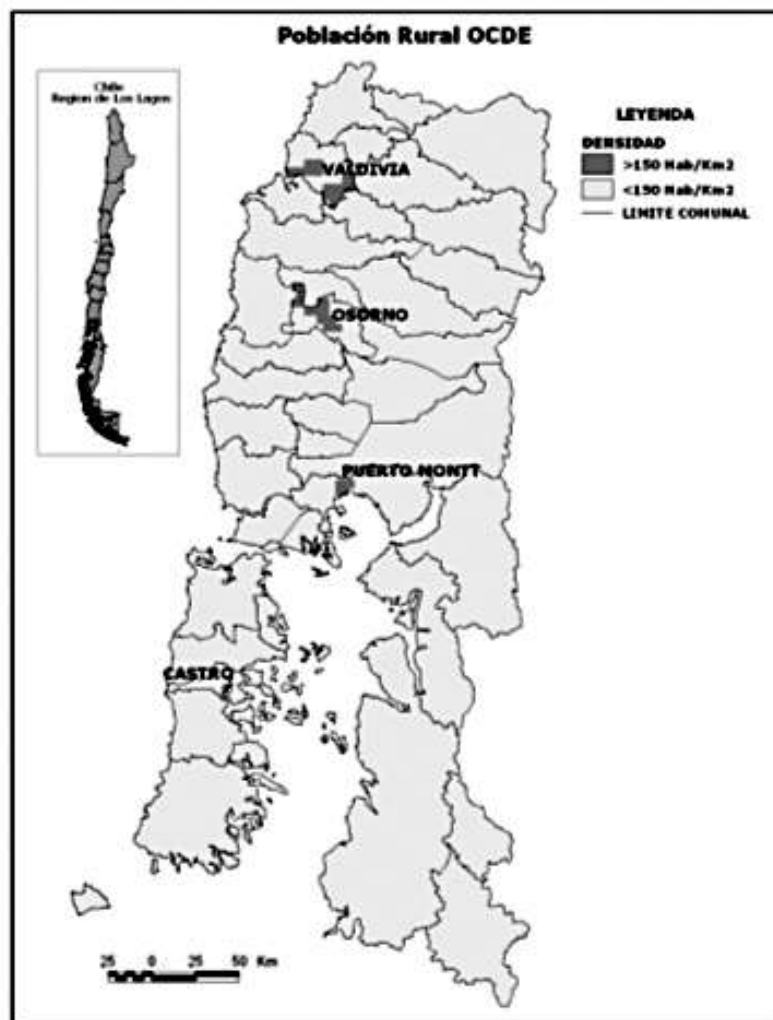 Población Rural OCDE
Chile
Region de Los Lagos
LEYENDA
DENSIDAD
>150 Hab/Km2
<150 Hab/Km2
LIMITE COMUNAL
VALDIVIA
OSORNO
PUERTO MONTT
CASTRO
25 0 25 50 Km